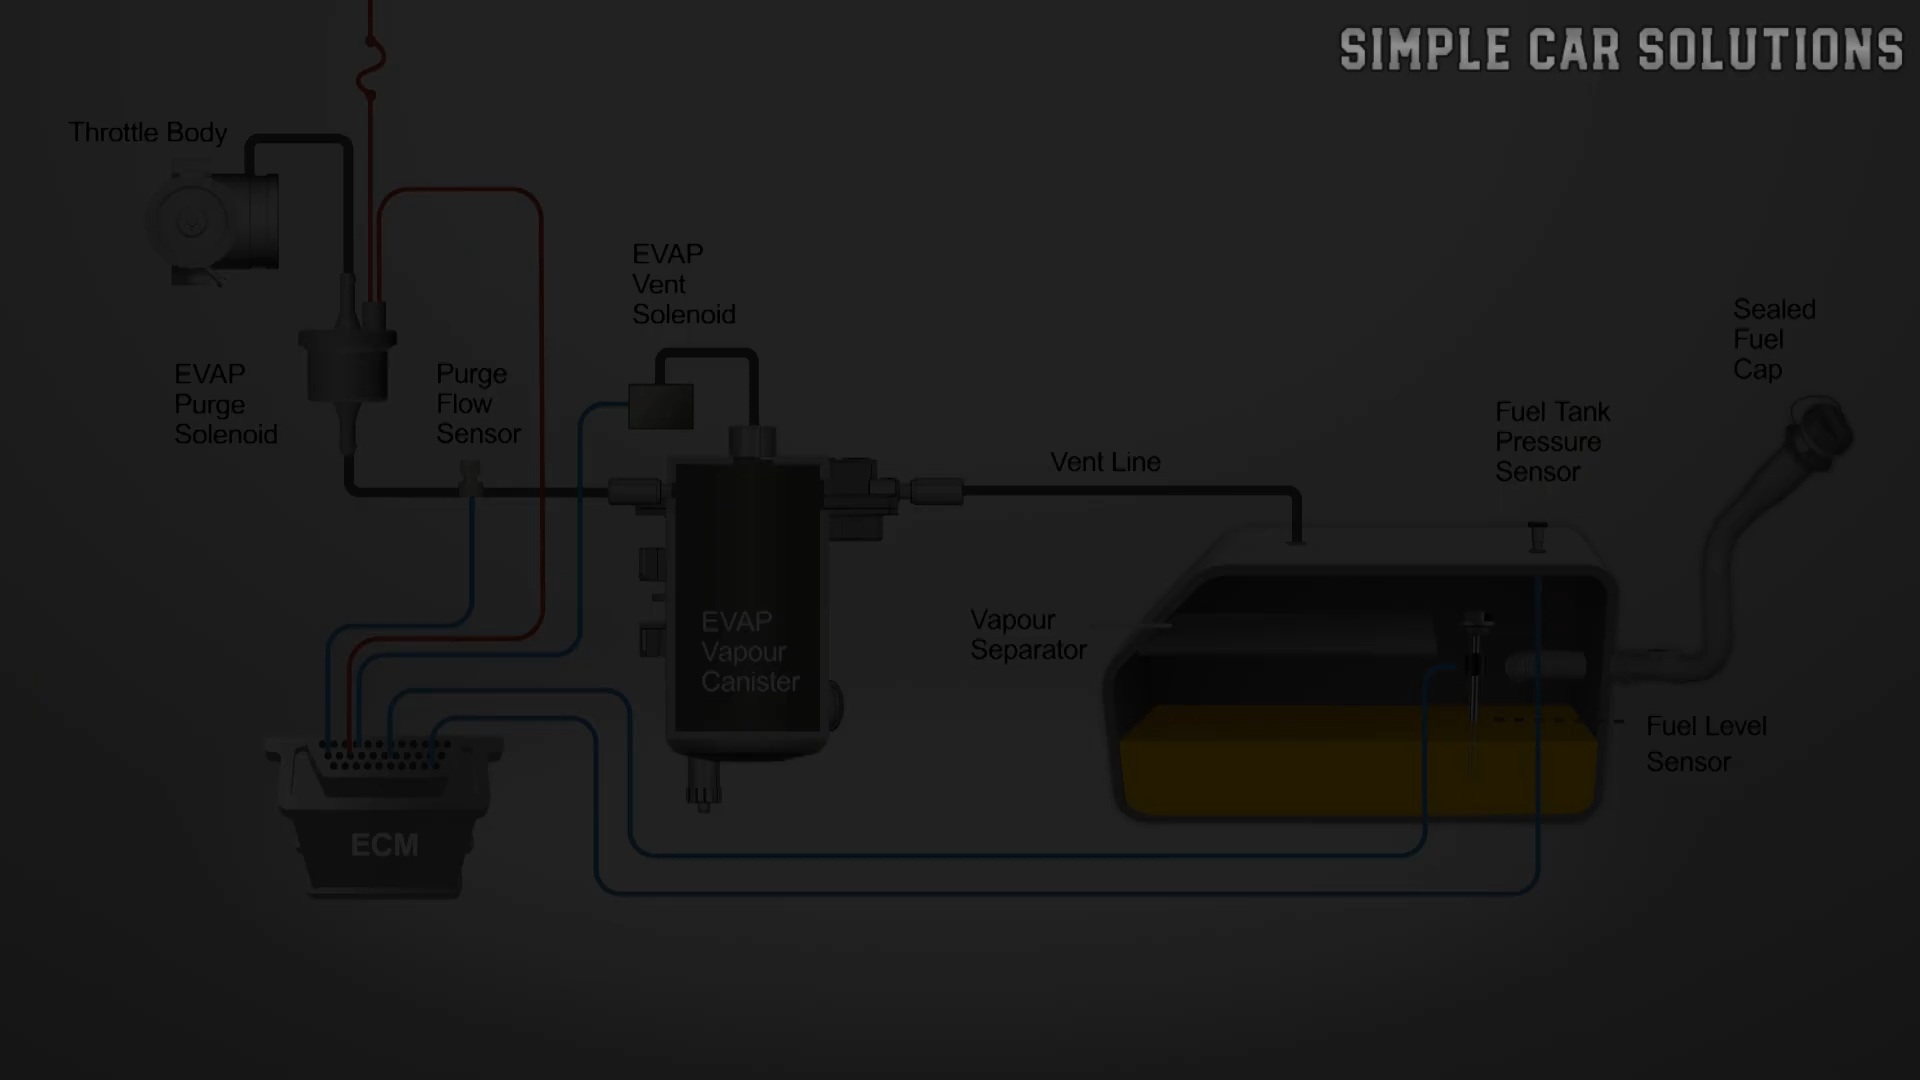 SIMPLE CAR SOLUTIONS
Throttle Body
EVAP
Vent
Solenoid
Sealed
Fuel
Cap
EVAP
Purge
Solenoid
Purge
Flow
Sensor
Fuel Tank
Pressure
Sensor
Vent Line
EVAP
Vapour
Canister
Vapour
Separator
Fuel Level
Sensor
ECM